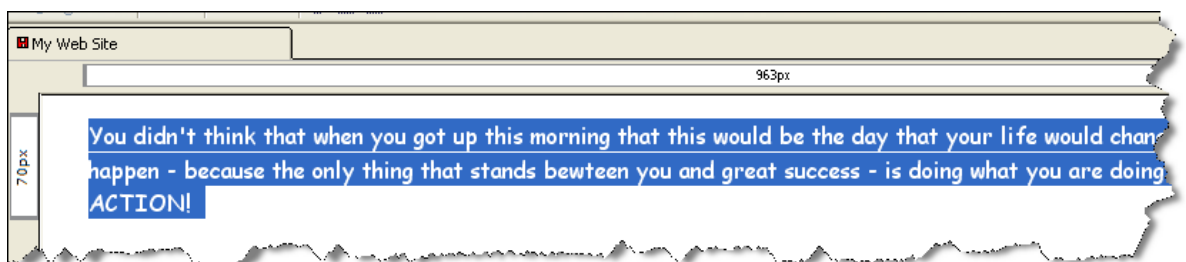 My Web Site
963px
70px
You didn't think that when you got up this morning that this would be the day that your life would
happen - because the only thing that stands bewteen you and great success - is doing what you are doing
ACTION!